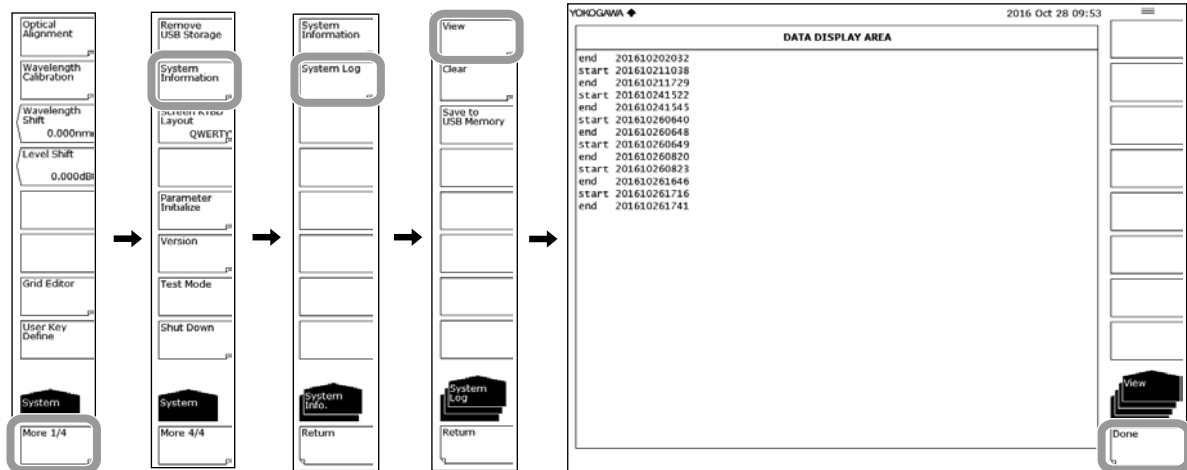 Optical
Alignment
Wavelength
Calibration
Wavelength
Shift
0.000nm
Level Shift
0.000dB
Grid Editor
User Key
Define
System
More 1/4
Remove
USB Storage
System
Information
Screen KYBD
Layout
QWERTY
Parameter
Initialize
Version
Test Mode
Shut Down
System
More 4/4
System
Information
System Log
System
Info.
Return
View
Clear
Save to
USB Memory
System
Log
Return
YOKOGAWA
2016 Oct 28 09:53
DATA DISPLAY AREA
end 201610202032
start 201610211038
end 201610211729
start 201610241522
end 201610241545
start 201610260640
end 201610260648
start 201610260649
end 201610260820
start 201610260823
end 201610261646
start 201610261716
end 201610261741
View
Done